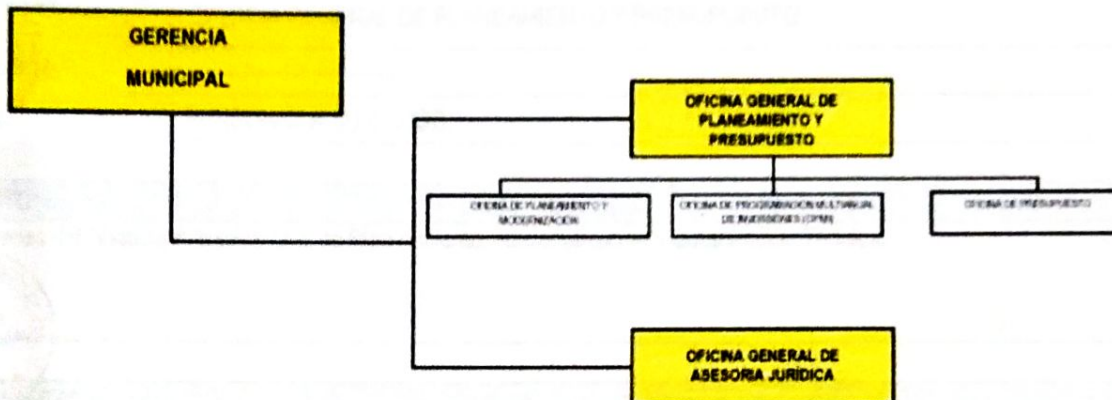 GERENCIA
MUNICIPAL
OFICINA GENERAL DE
PLANEAMIENTO Y
PRESUPUESTO
OFICINA DE PLANEAMIENTO Y
MODERNIZACIÓN
OFICINA DE PROGRAMACIÓN MULTIANUAL
DE INVERSIONES (OPMI)
OFICINA DE PRESUPUESTO
OFICINA GENERAL DE
ASESORIA JURÍDICA